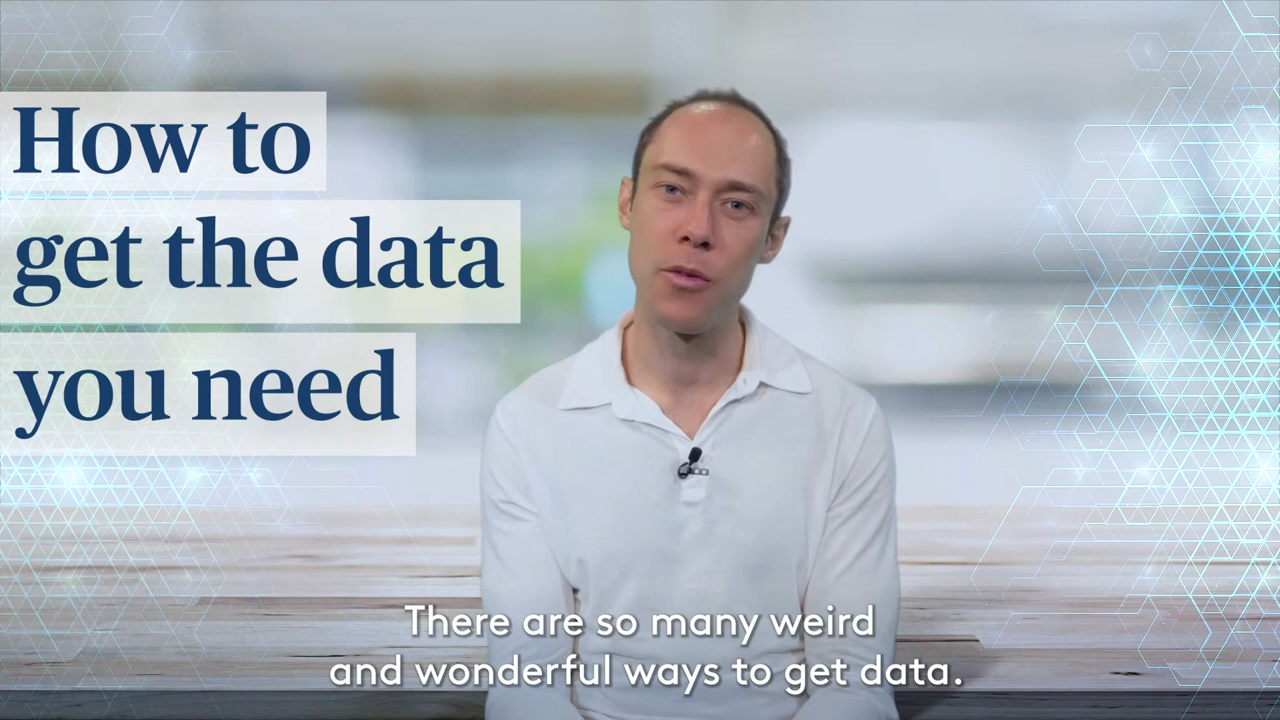 How to
get the data
you need
There are so many weird
and wonderful ways to get data.